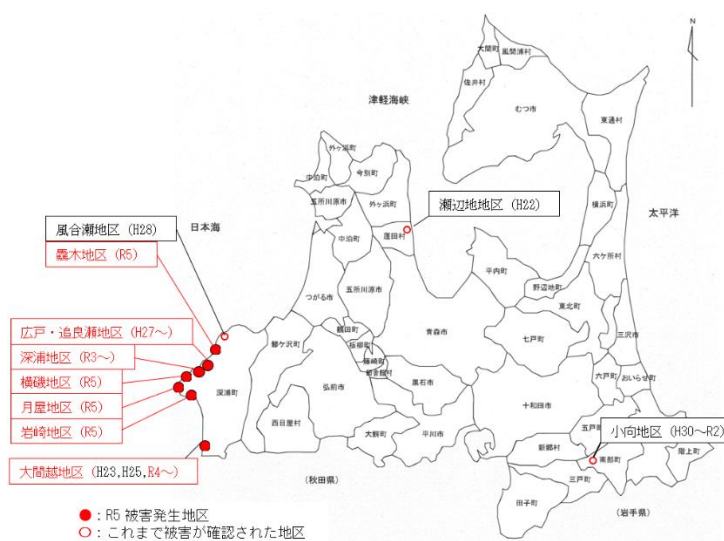 大間町
風間浦村
佐井村
むつ市
東通村
津軽海峡
外ヶ浜町
今別町
中泊町
五所川原市
外ヶ浜町
瀬辺地地区 (H22)
横浜町
太平洋
風合瀬地区 (H28)
日本海
中泊町
蓬田村
六ケ所村
轟木地区 (R5)
平内町
つがる市
五所川原市
野辺地町
東北町
広戸・追良瀬地区 (H27~)
鶴田町
青森市
七戸町
三沢市
深浦地区 (R3~)
鰺ケ沢町
板柳町
藤崎町
田舎館村
横磯地区 (R5)
深浦町
弘前市
黒石市
六戸町
おいらせ町
月屋地区 (R5)
十和田市
岩崎地区 (R5)
西目屋村
大鰐町
平川市
五戸町
小向地区 (H30~R2)
新郷村
南部町
階上町
大間越地区 (H23,H25,R4~)
三戸町
(秋田県)
田子町
(岩手県)
●：R5 被害発生地区
○：これまで被害が確認された地区